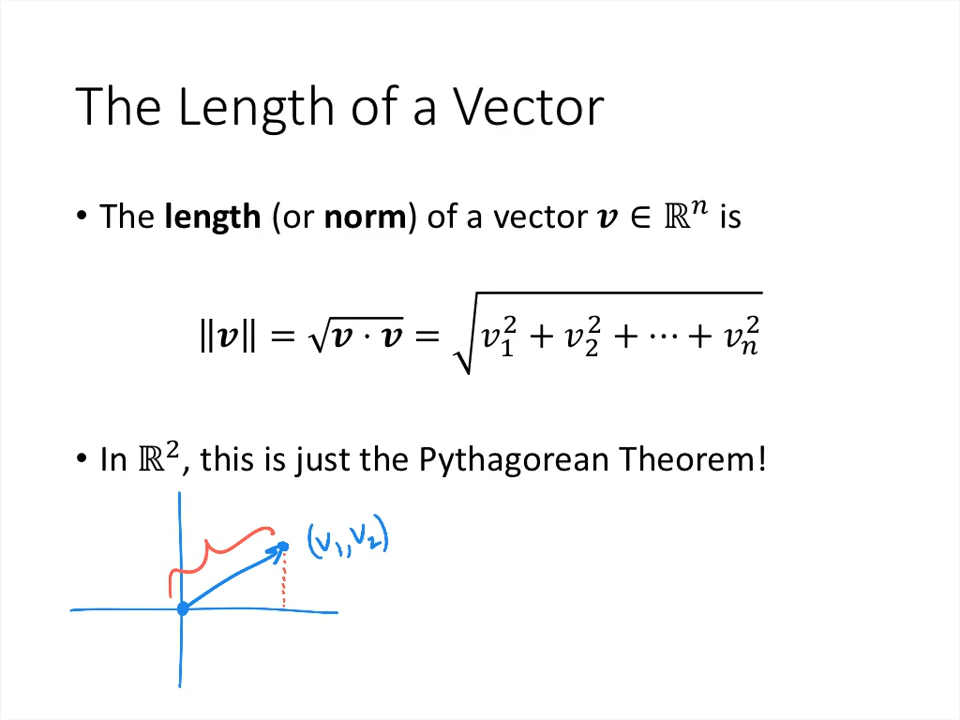 The Length of a Vector
• The length (or norm) of a vector 𝒗 ∈ ℝⁿ is
‖𝒗‖ = √(𝒗 · 𝒗) = √(v₁² + v₂² + ⋯ + vₙ²)
• In ℝ², this is just the Pythagorean Theorem!
(v₁, v₂)